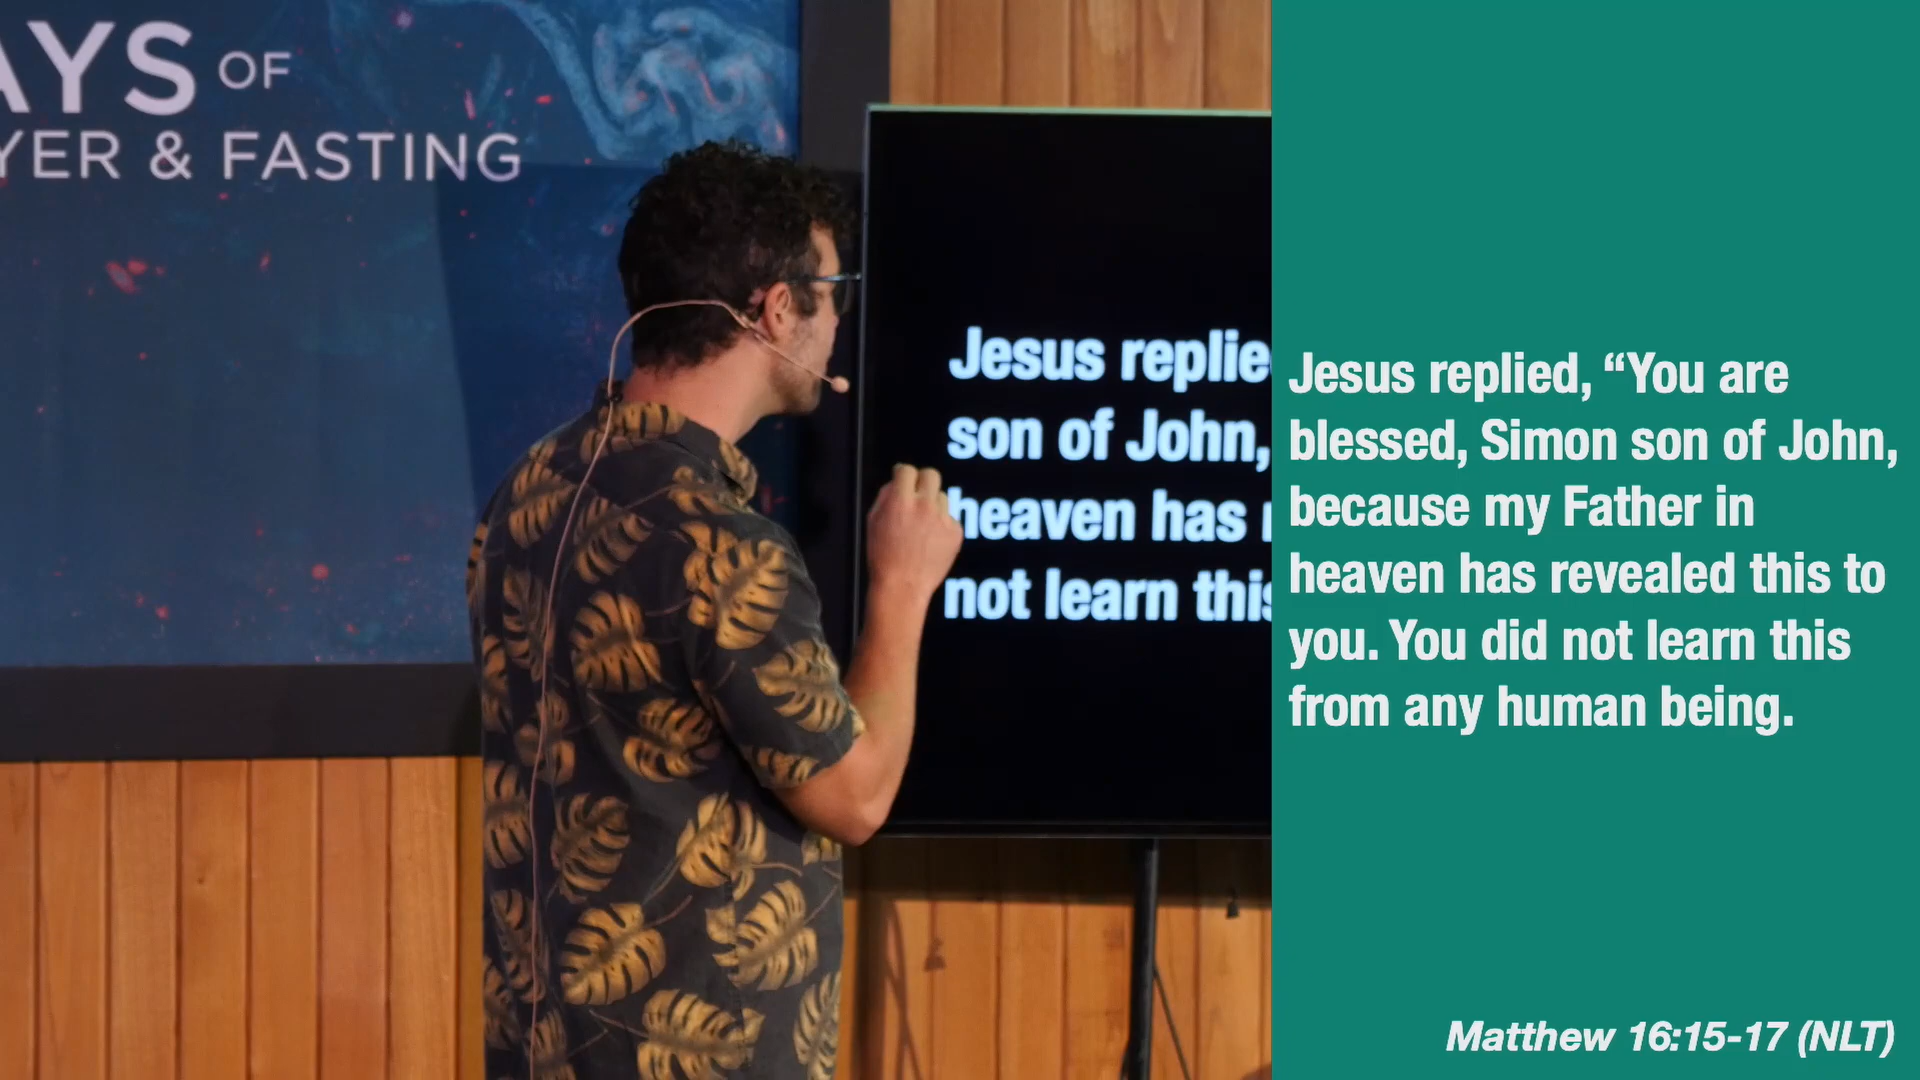 AYS OF
YER & FASTING
Jesus replie
son of John,
heaven has
not learn this
Jesus replied, “You are
blessed, Simon son of John,
because my Father in
heaven has revealed this to
you. You did not learn this
from any human being.
Matthew 16:15-17 (NLT)